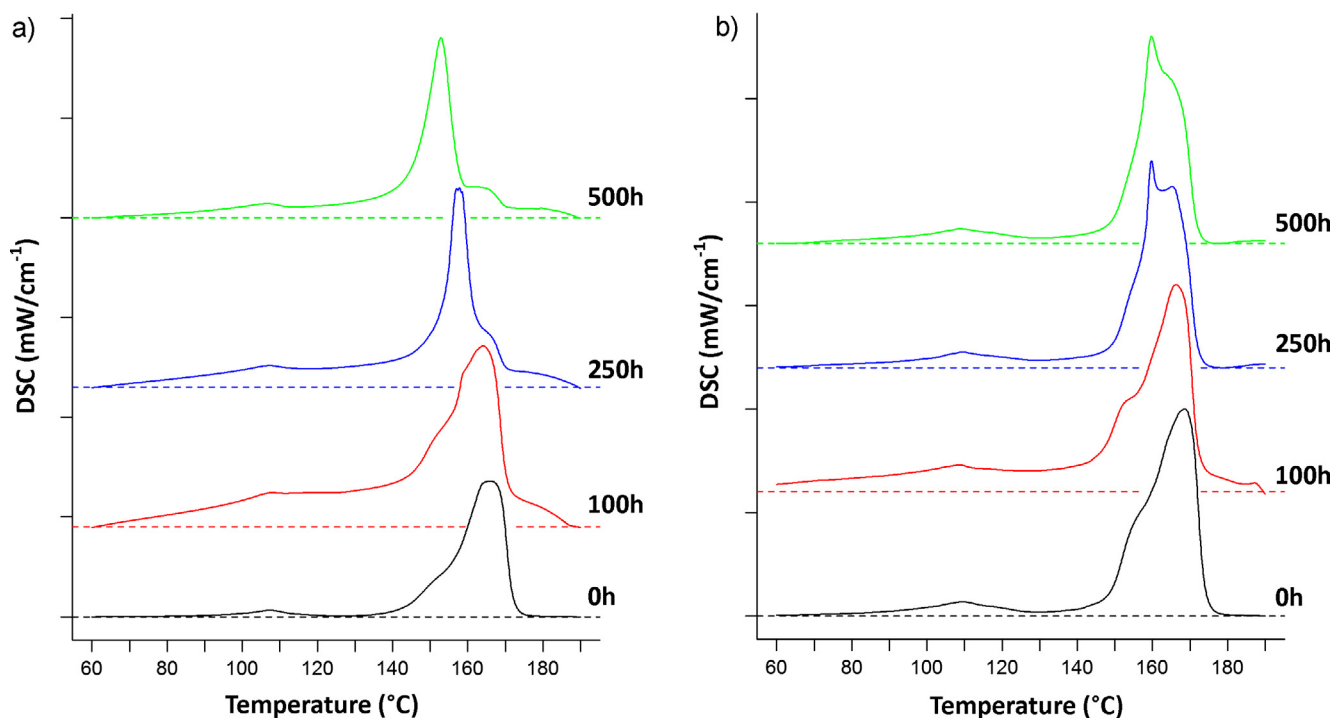 a)
500h
250h
100h
0h
DSC (mW/cm⁻¹)
60 80 100 120 140 160 180
Temperature (°C)
b)
500h
250h
100h
0h
DSC (mW/cm⁻¹)
60 80 100 120 140 160 180
Temperature (°C)